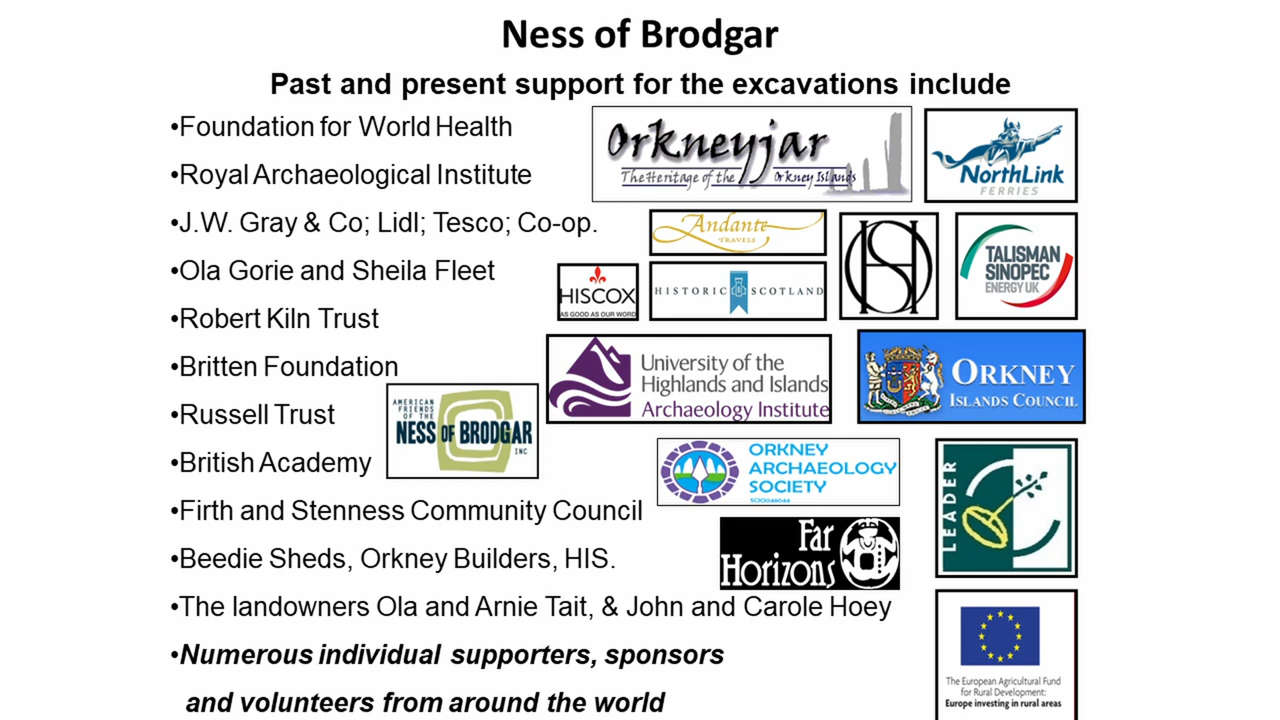 Ness of Brodgar
Past and present support for the excavations include
•Foundation for World Health
•Royal Archaeological Institute
•J.W. Gray & Co; Lidl; Tesco; Co-op.
•Ola Gorie and Sheila Fleet
•Robert Kiln Trust
•Britten Foundation
•Russell Trust
•British Academy
•Firth and Stenness Community Council
•Beedie Sheds, Orkney Builders, HIS.
•The landowners Ola and Arnie Tait, & John and Carole Hoey
•Numerous individual supporters, sponsors
and volunteers from around the world
Orkneyjar
The Heritage of the Orkney Islands
NorthLink
FERRIES
Andante
TRAVELS
HISCOX
AS GOOD AS OUR WORD
HISTORIC SCOTLAND
OHS
TALISMAN
SINOPEC
ENERGY UK
University of the
Highlands and Islands
Archaeology Institute
ORKNEY
ISLANDS COUNCIL
AMERICAN
FRIENDS
OF THE
NESS OF BRODGAR
INC
ORKNEY
ARCHAEOLOGY
SOCIETY
LEADER
Far
Horizons
The European Agricultural Fund
for Rural Development:
Europe investing in rural areas